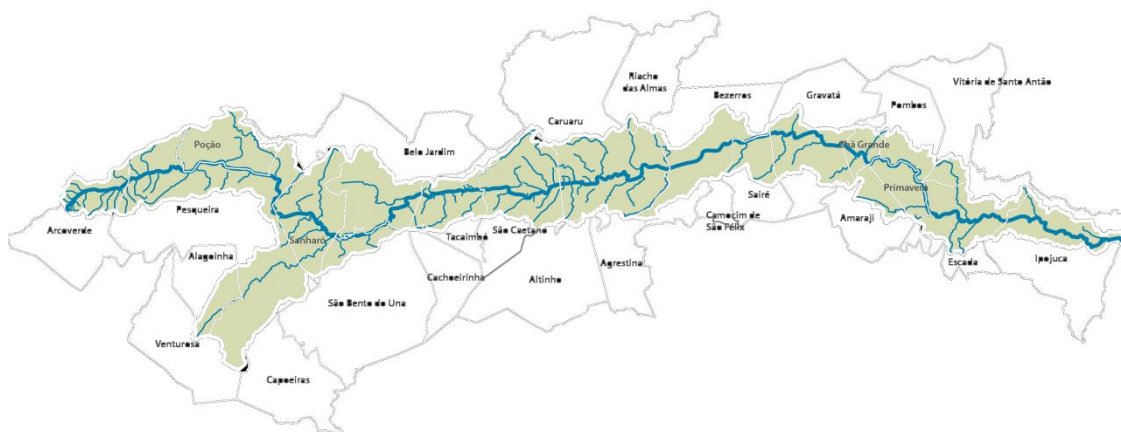 Riacho
das Almas
Vitória de Santo Antão
Bezerros
Gravatá
Pombos
Caruaru
Poção
Belo Jardim
Chã Grande
Primavera
Pesqueira
Sairé
Camocim de
São Félix
Amaraji
Arcoverde
São Caetano
Tacaimbó
Sanharó
Alagoinha
Agrestina
Escada
Ipojuca
Cachoeirinha
Altinho
São Bento do Una
Venturosa
Capoeiras